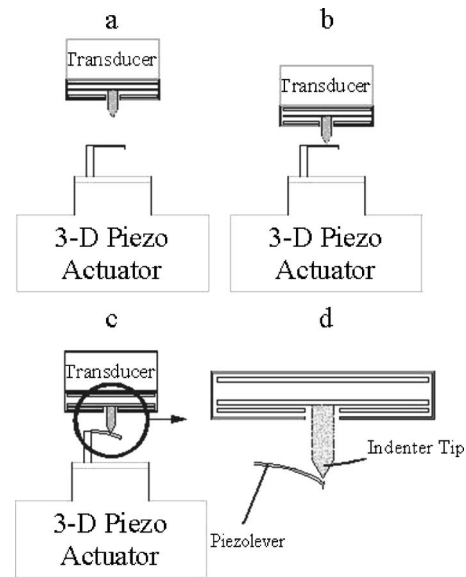 a
b
Transducer
Transducer
3-D Piezo
Actuator
3-D Piezo
Actuator
c
d
Transducer
Indenter Tip
3-D Piezo
Actuator
Piezolever